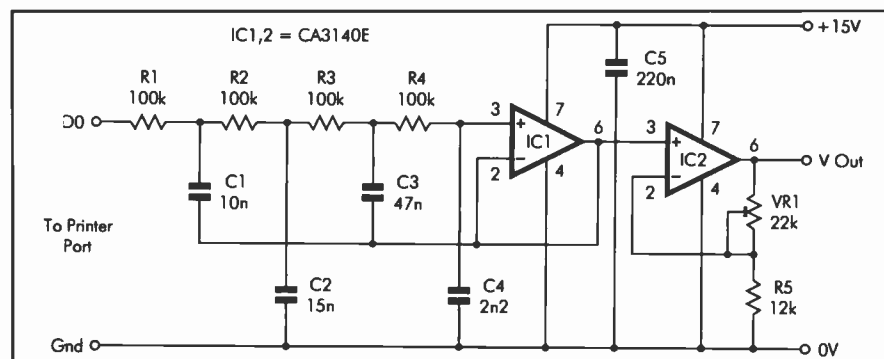 IC1,2 = CA3140E
+15V
R1
100k
R2
100k
R3
100k
R4
100k
C5
220n
D0
3
7
IC1
6
2
4
3
7
IC2
6
2
4
V Out
C1
10n
C3
47n
VR1
22k
To Printer
Port
C2
15n
C4
2n2
R5
12k
Gnd
0V